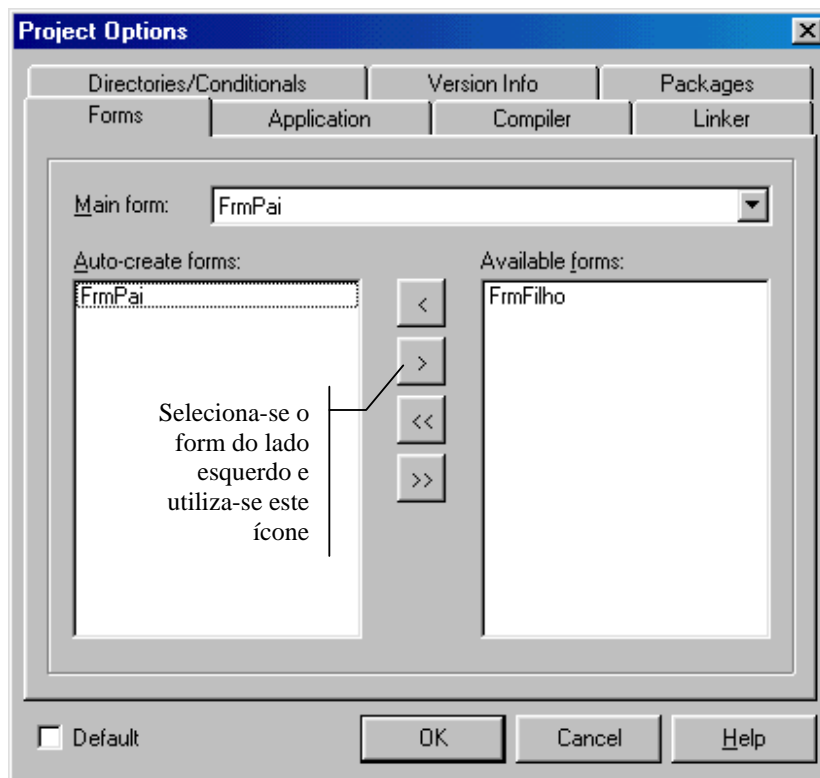 Project Options
Directories/Conditionals Version Info Packages
Forms Application Compiler Linker
Main form: FrmPai
Auto-create forms: Available forms:
FrmPai < FrmFilho
>
<<
>>
Seleciona-se o
form do lado
esquerdo e
utiliza-se este
ícone
Default OK Cancel Help